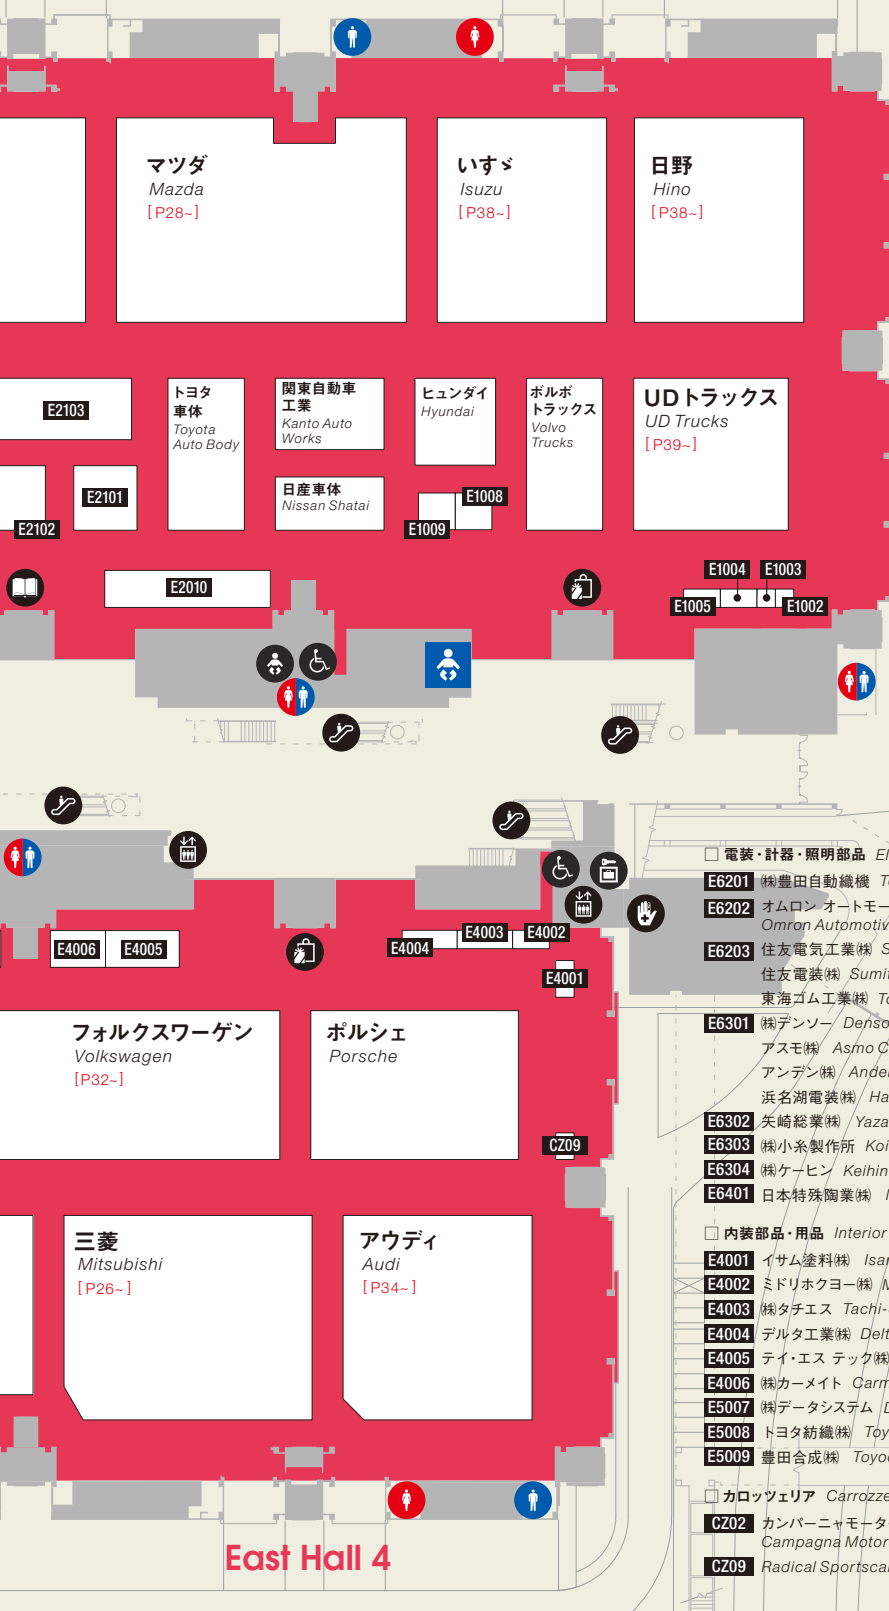 マツダ
Mazda
[P28~]
いすゞ
Isuzu
[P38~]
日野
Hino
[P38~]
E2103
トヨタ
車体
Toyota
Auto Body
関東自動車
工業
Kanto Auto
Works
ヒュンダイ
Hyundai
ボルボ
トラックス
Volvo
Trucks
UDトラックス
UD Trucks
[P39~]
E2102
E2101
日産車体
Nissan Shatai
E1009
E1008
E2010
E1004
E1003
E1005
E1002
E4006
E4005
E4004
E4003
E4002
E4001
フォルクスワーゲン
Volkswagen
[P32~]
ポルシェ
Porsche
CZ09
三菱
Mitsubishi
[P26~]
アウディ
Audi
[P34~]
East Hall 4
電装・計器・照明部品 El
E6201 ㈱豊田自動織機 To
E6202 オムロン オートモー
Omron Automotiv
E6203 住友電気工業㈱ S
住友電装㈱ Sumit
東海ゴム工業㈱ To
E6301 ㈱デンソー Denso
アスモ㈱ Asmo C
アンデン㈱ Ande
浜名湖電装㈱ Ha
E6302 矢崎総業㈱ Yaza
E6303 ㈱小糸製作所 Koi
E6304 ㈱ケーヒン Keihin
E6401 日本特殊陶業㈱
内装部品・用品 Interior
E4001 イサム塗料㈱ Isa
E4002 ミドリホクヨー㈱ M
E4003 ㈱タチエス Tachi-
E4004 デルタ工業㈱ Delt
E4005 テイ・エス テック㈱
E4006 ㈱カーメイト Carm
E5007 ㈱データシステム D
E5008 トヨタ紡織㈱ Toy
E5009 豊田合成㈱ Toyo
カロッツェリア Carrozze
CZ02 カンパーニャモータ
Campagna Motor
CZ09 Radical Sportsca